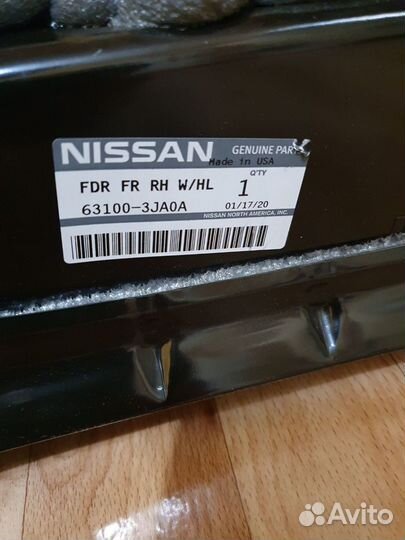 NISSAN GENUINE PARTS
Made in USA
FDR FR RH W/HL Q'TY 1
63100-3JA0A 01/17/20
NISSAN NORTH AMERICA, INC.
Avito